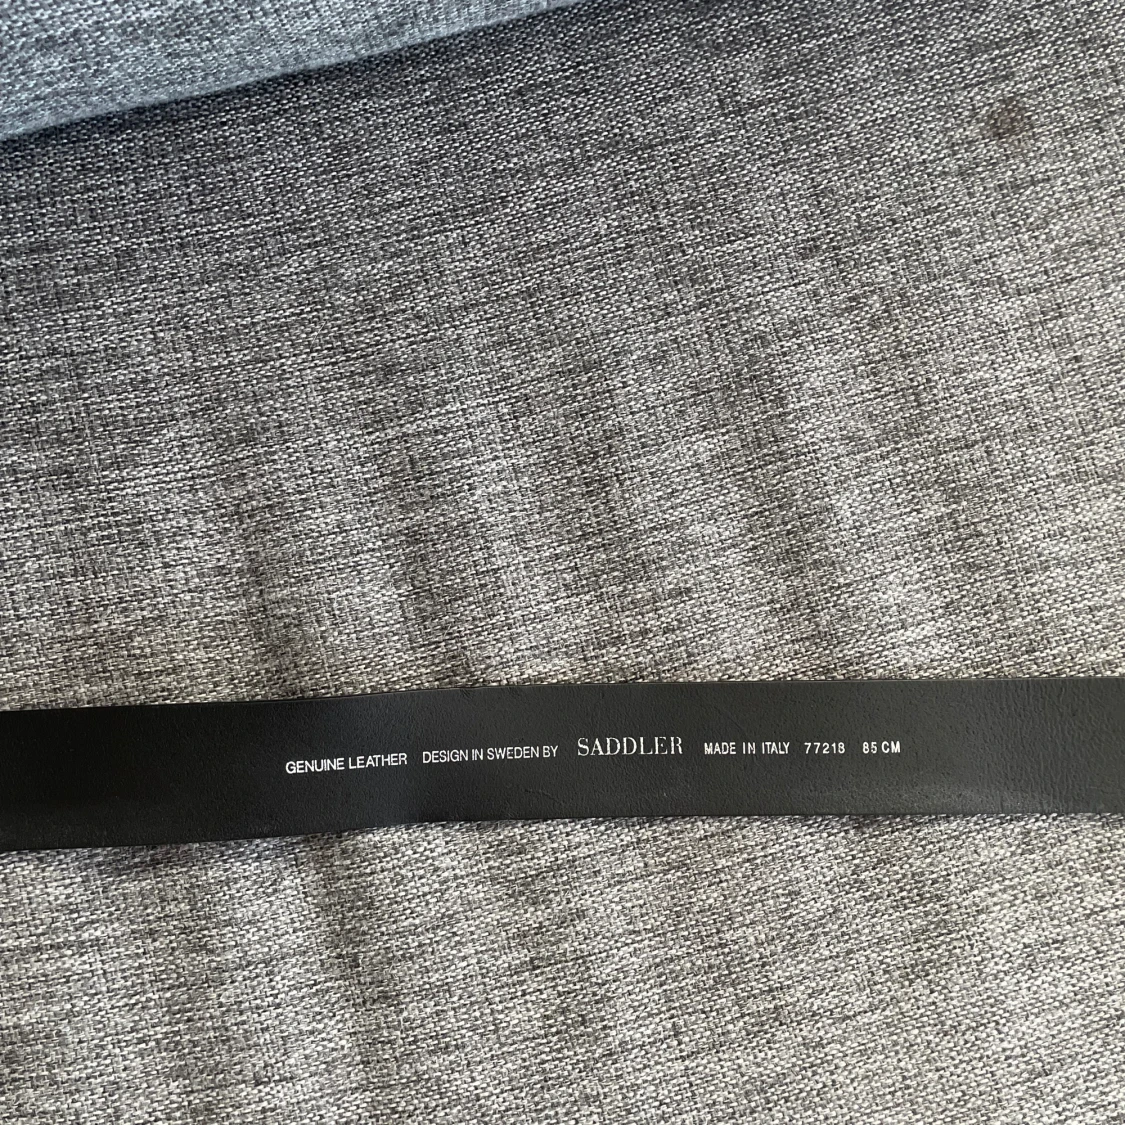 GENUINE LEATHER DESIGN IN SWEDEN BY SADDLER MADE IN ITALY 77218 85 CM